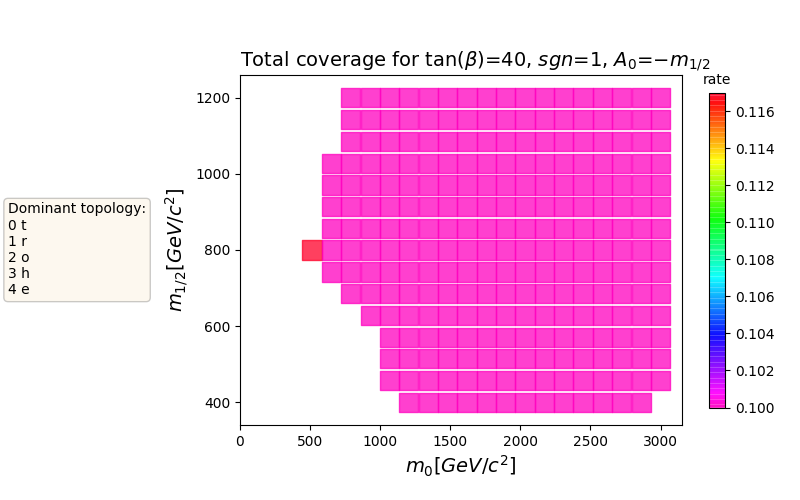 Total coverage for tan(β)=40, sgn=1, A₀=−m₁/₂
rate
1200
1000
800
600
400
m₁/₂[GeV/c²]
0
500
1000
1500
2000
2500
3000
m₀[GeV/c²]
0.116
0.114
0.112
0.110
0.108
0.106
0.104
0.102
0.100
Dominant topology:
0 t
1 r
2 o
3 h
4 e